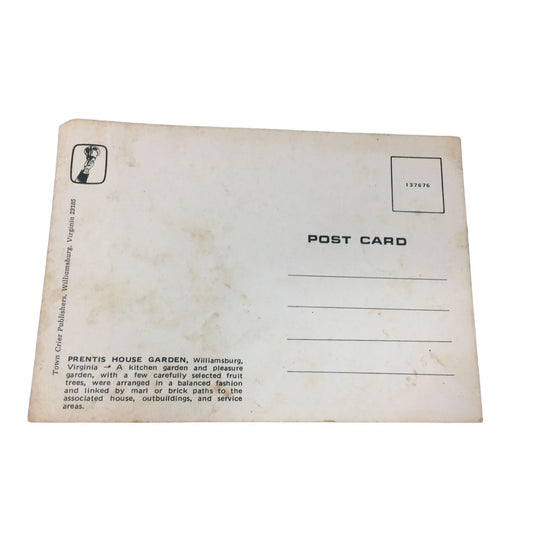 137676
POST CARD
Town Crier Publishers, Williamsburg, Virginia 23185
PRENTIS HOUSE GARDEN, Williamsburg,
Virginia — A kitchen garden and pleasure
garden, with a few carefully selected fruit
trees, were arranged in a balanced fashion
and linked by marl or brick paths to the
associated house, outbuildings, and service
areas.